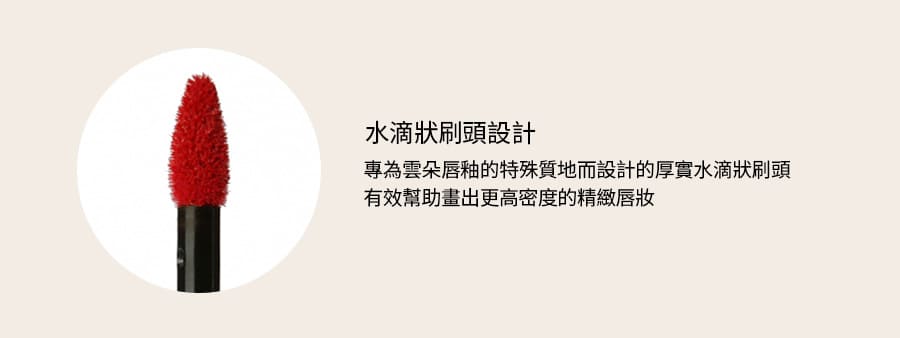 水滴狀刷頭設計
專為雲朵唇釉的特殊質地而設計的厚實水滴狀刷頭
有效幫助畫出更高密度的精緻唇妝